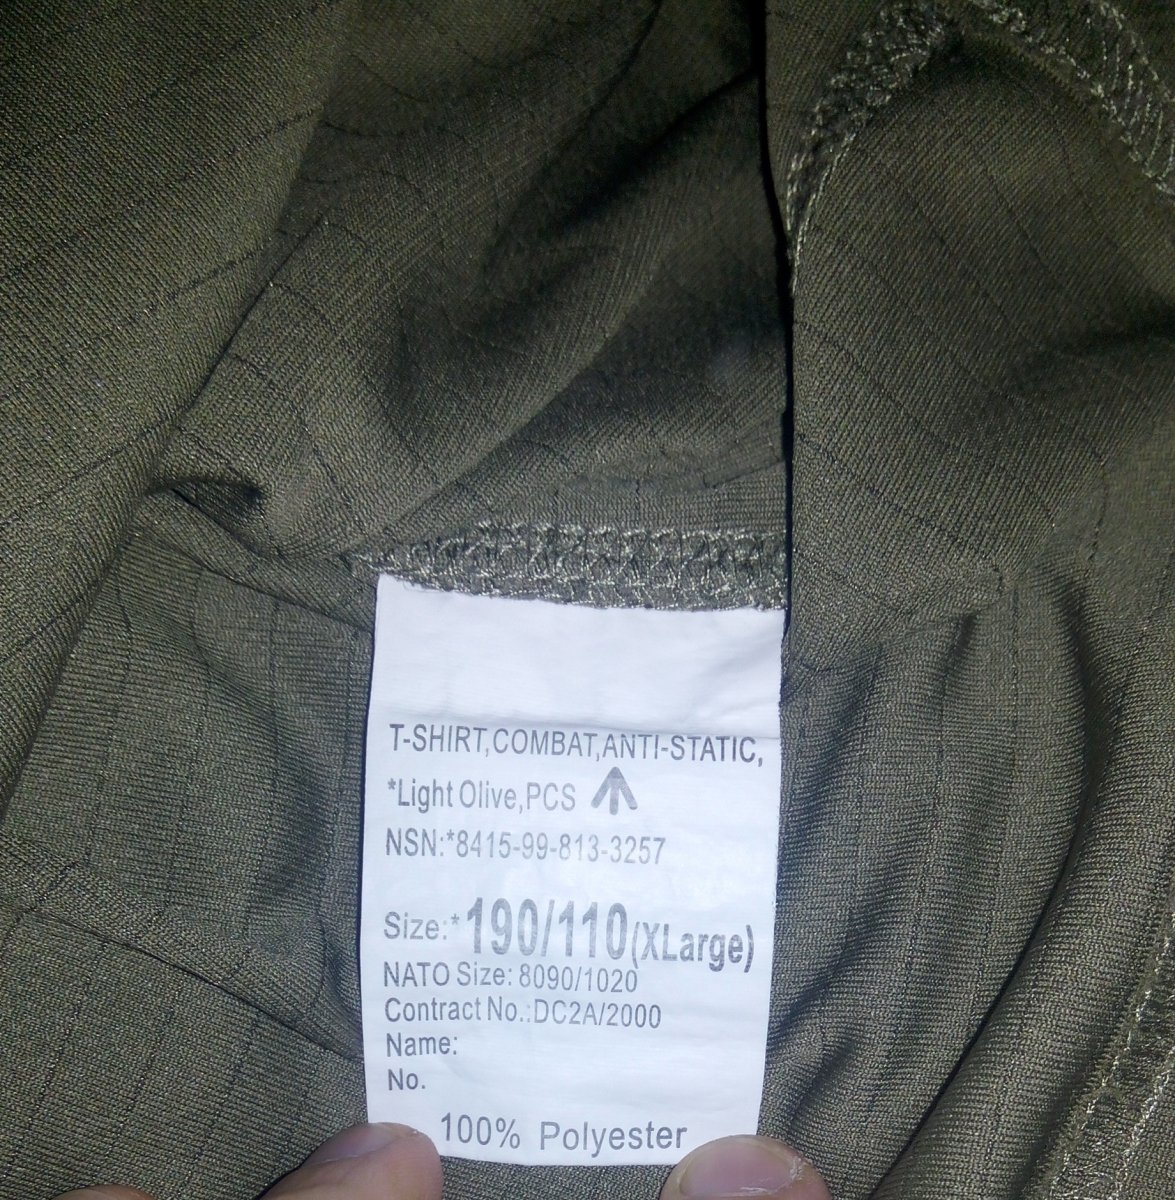 T-SHIRT,COMBAT,ANTI-STATIC,
*Light Olive,PCS
NSN:*8415-99-813-3257
Size:*190/110(XLarge)
NATO Size: 8090/1020
Contract No.:DC2A/2000
Name:
No.
100% Polyester